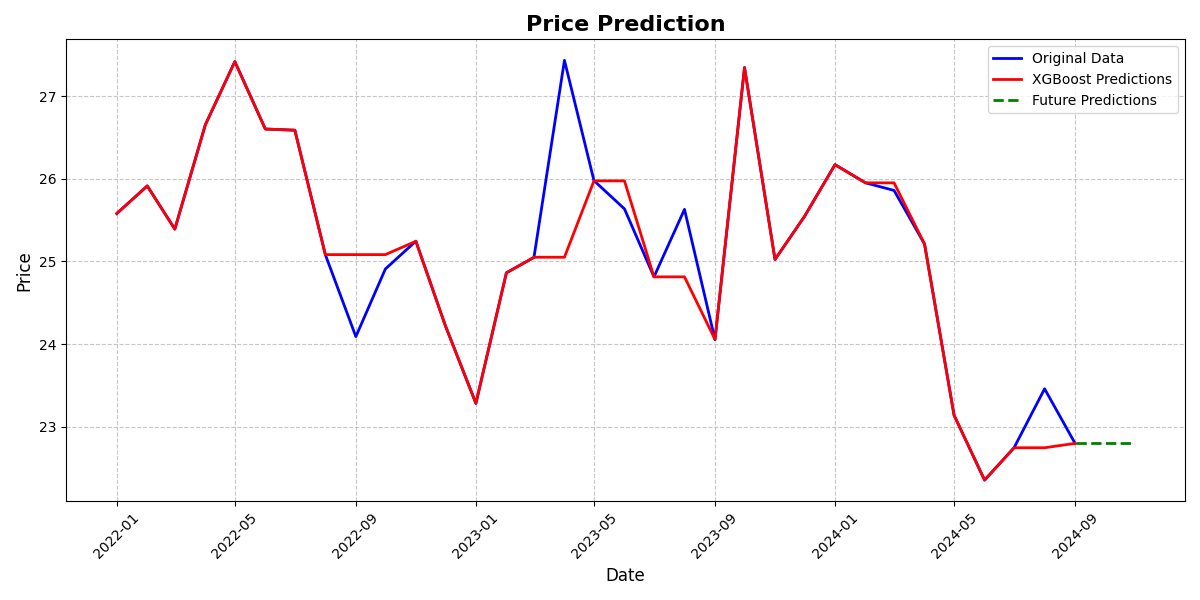 Price Prediction
Original Data
XGBoost Predictions
Future Predictions
Price
27
26
25
24
23
2022-01
2022-05
2022-09
2023-01
2023-05
2023-09
2024-01
2024-05
2024-09
Date